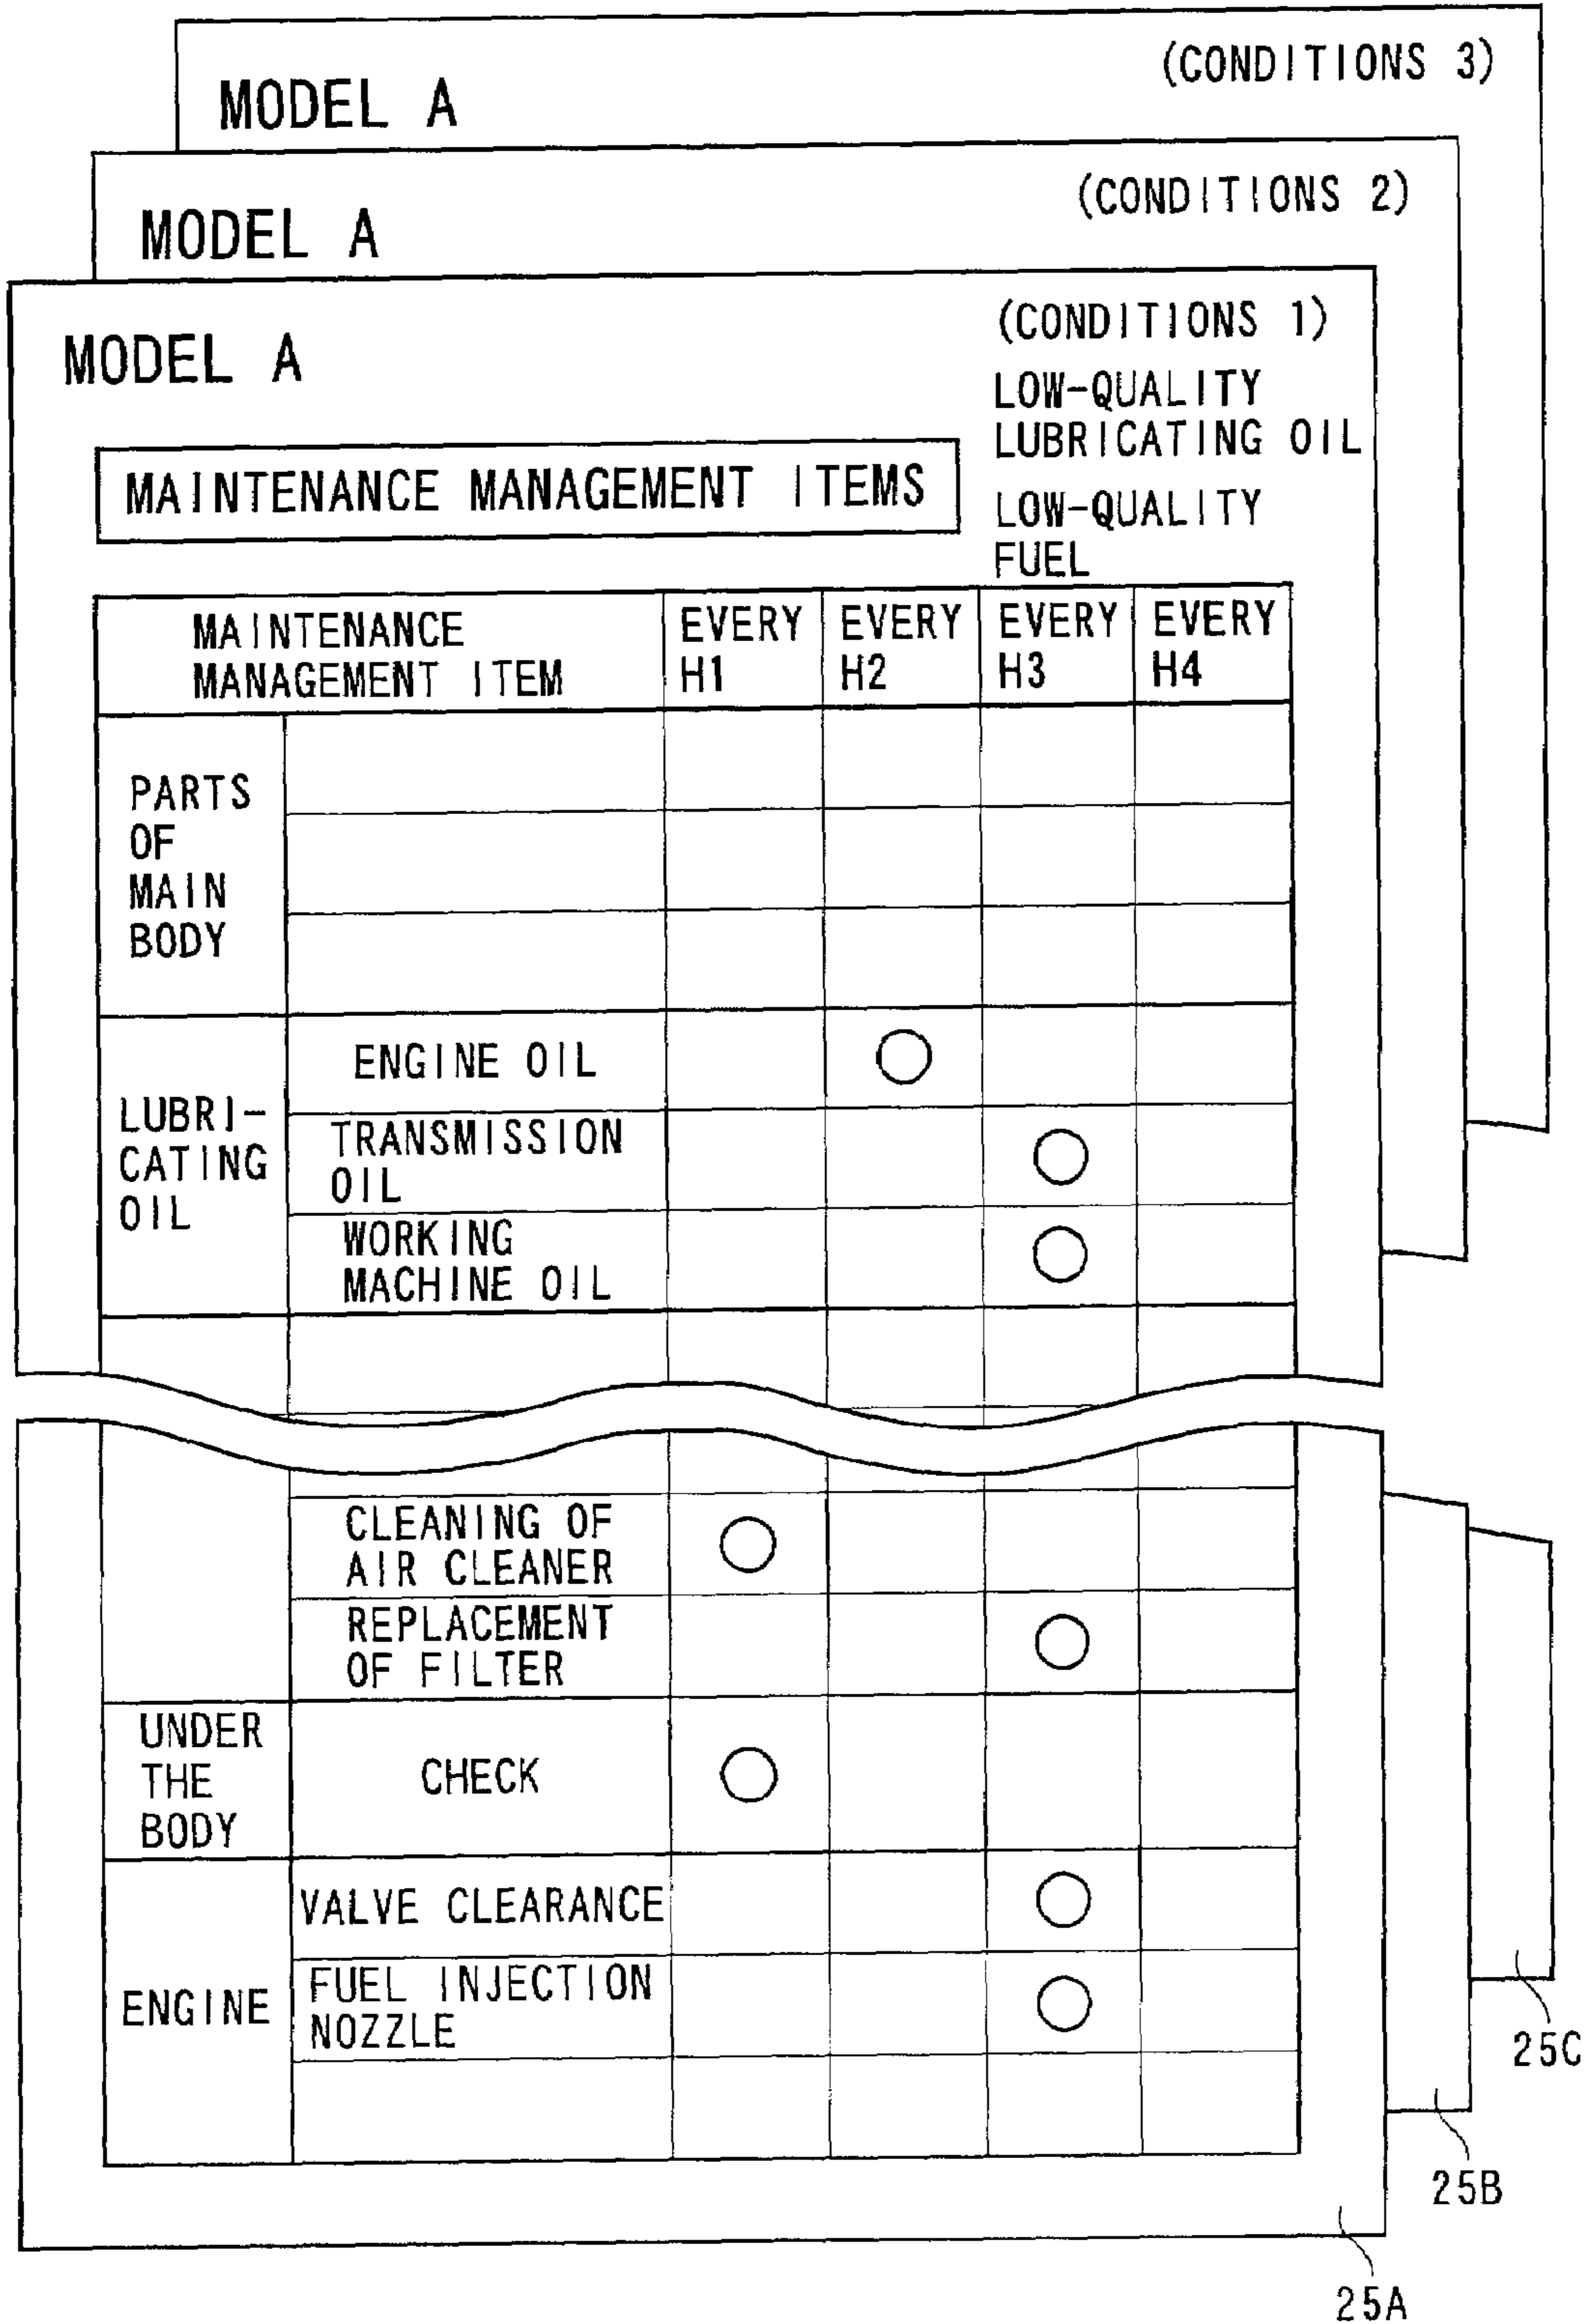 (CONDITIONS 3)
MODEL A
(CONDITIONS 2)
MODEL A
(CONDITIONS 1)
MODEL A
LOW-QUALITY
LUBRICATING OIL
MAINTENANCE MANAGEMENT ITEMS
LOW-QUALITY
FUEL
MAINTENANCE
MANAGEMENT ITEM
EVERY
H1
EVERY
H2
EVERY
H3
EVERY
H4
PARTS
OF
MAIN
BODY
LUBRI-
CATING
OIL
ENGINE OIL
TRANSMISSION
OIL
WORKING
MACHINE OIL
CLEANING OF
AIR CLEANER
REPLACEMENT
OF FILTER
UNDER
THE
BODY
CHECK
ENGINE
VALVE CLEARANCE
FUEL INJECTION
NOZZLE
25C
25B
25A